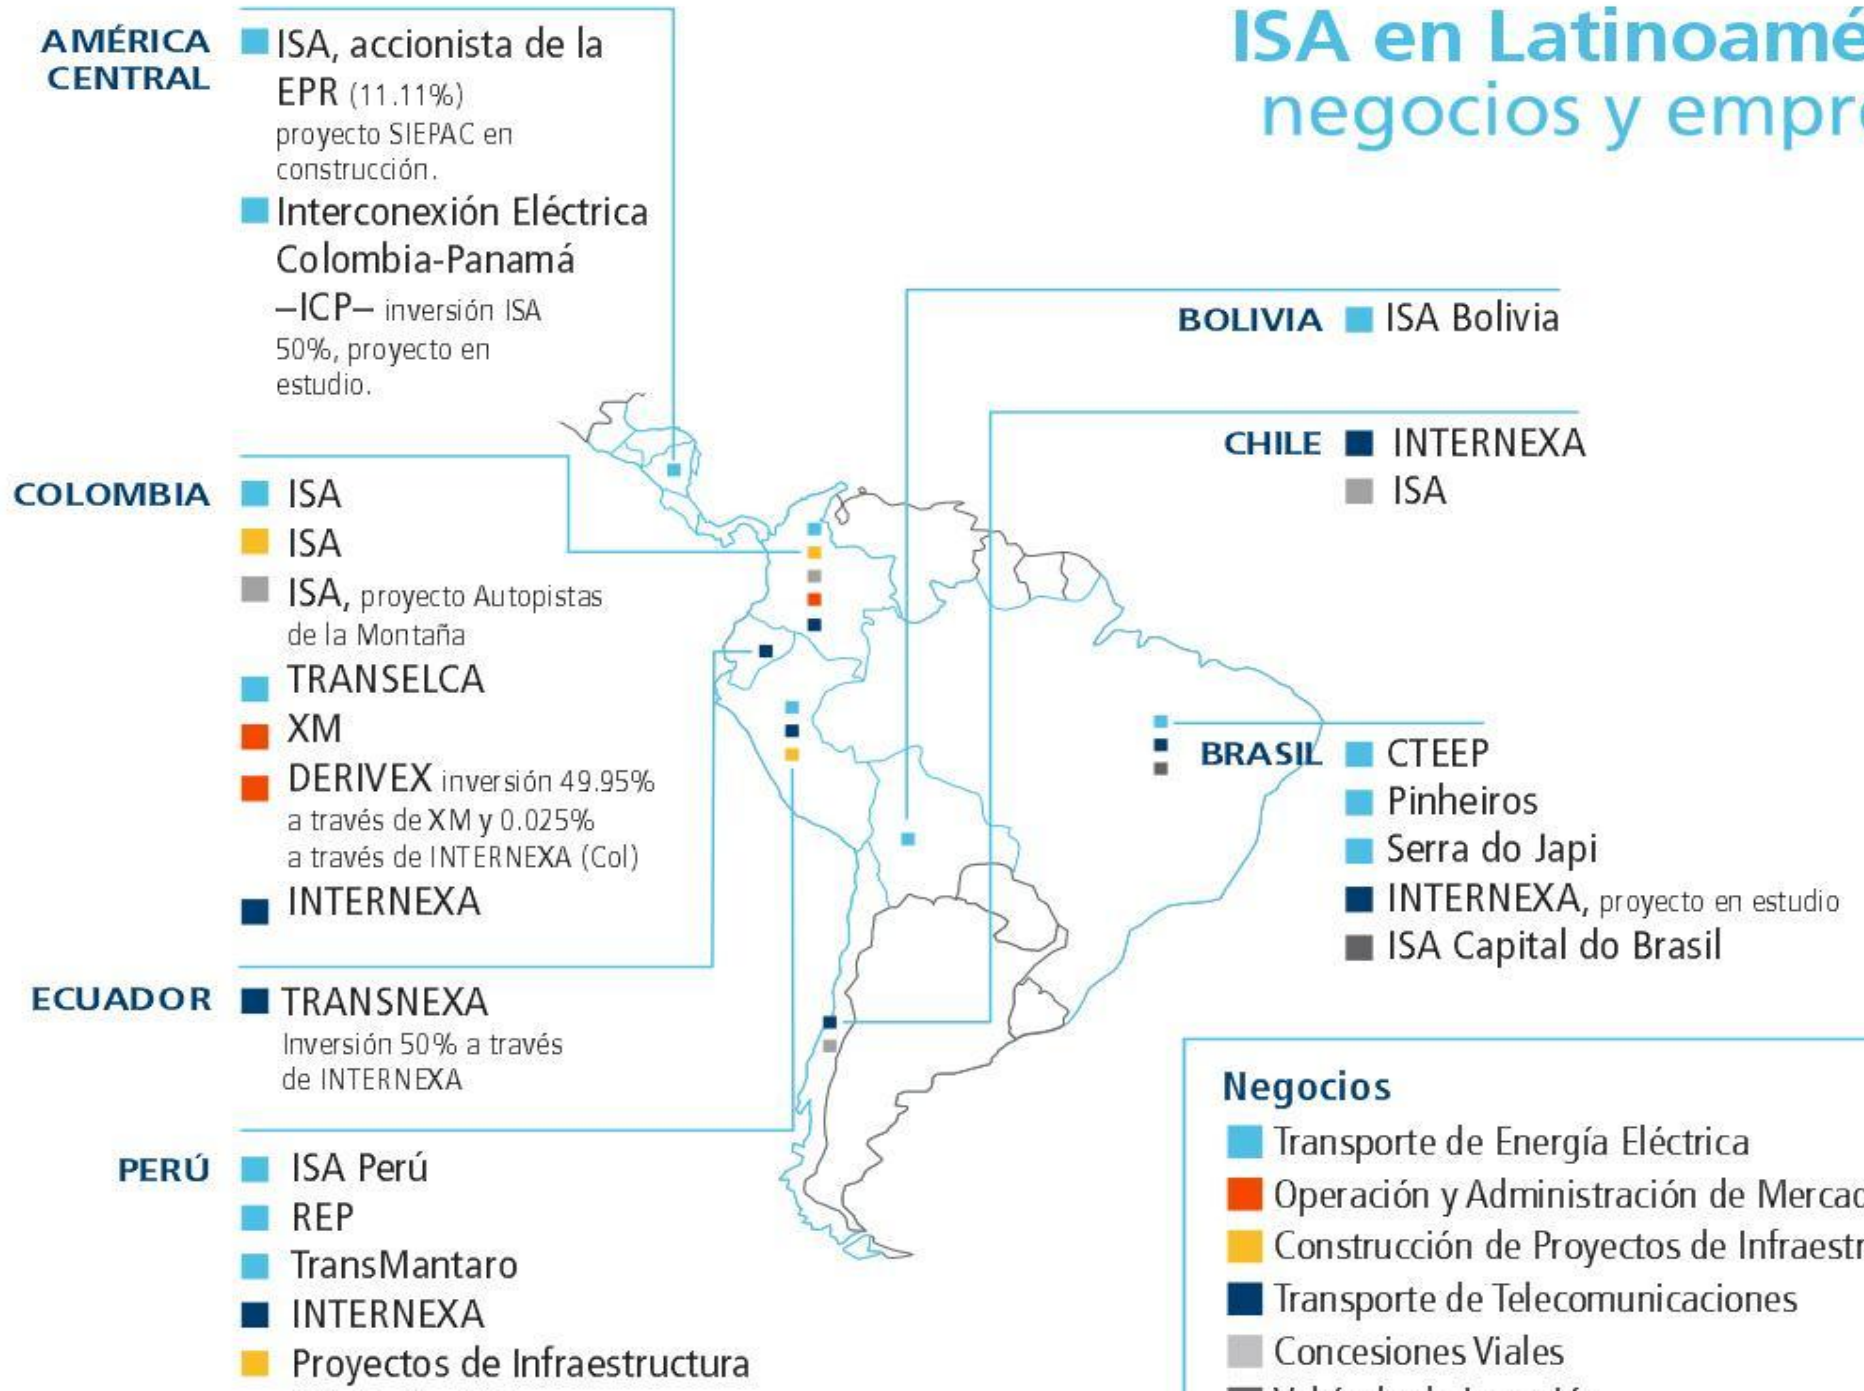 ISA en Latinoamé
negocios y empr
AMÉRICA
CENTRAL
ISA, accionista de la
EPR (11.11%)
proyecto SIEPAC en
construcción.
Interconexión Eléctrica
Colombia-Panamá
–ICP– inversión ISA
50%, proyecto en
estudio.
COLOMBIA
ISA
ISA
ISA, proyecto Autopistas
de la Montaña
TRANSELCA
XM
DERIVEX inversión 49.95%
a través de XM y 0.025%
a través de INTERNEXA (Col)
INTERNEXA
ECUADOR
TRANSNEXA
Inversión 50% a través
de INTERNEXA
PERÚ
ISA Perú
REP
TransMantaro
INTERNEXA
Proyectos de Infraestructura
BOLIVIA
ISA Bolivia
CHILE
INTERNEXA
ISA
BRASIL
CTEEP
Pinheiros
Serra do Japi
INTERNEXA, proyecto en estudio
ISA Capital do Brasil
Negocios
Transporte de Energía Eléctrica
Operación y Administración de Mercad
Construcción de Proyectos de Infraestr
Transporte de Telecomunicaciones
Concesiones Viales